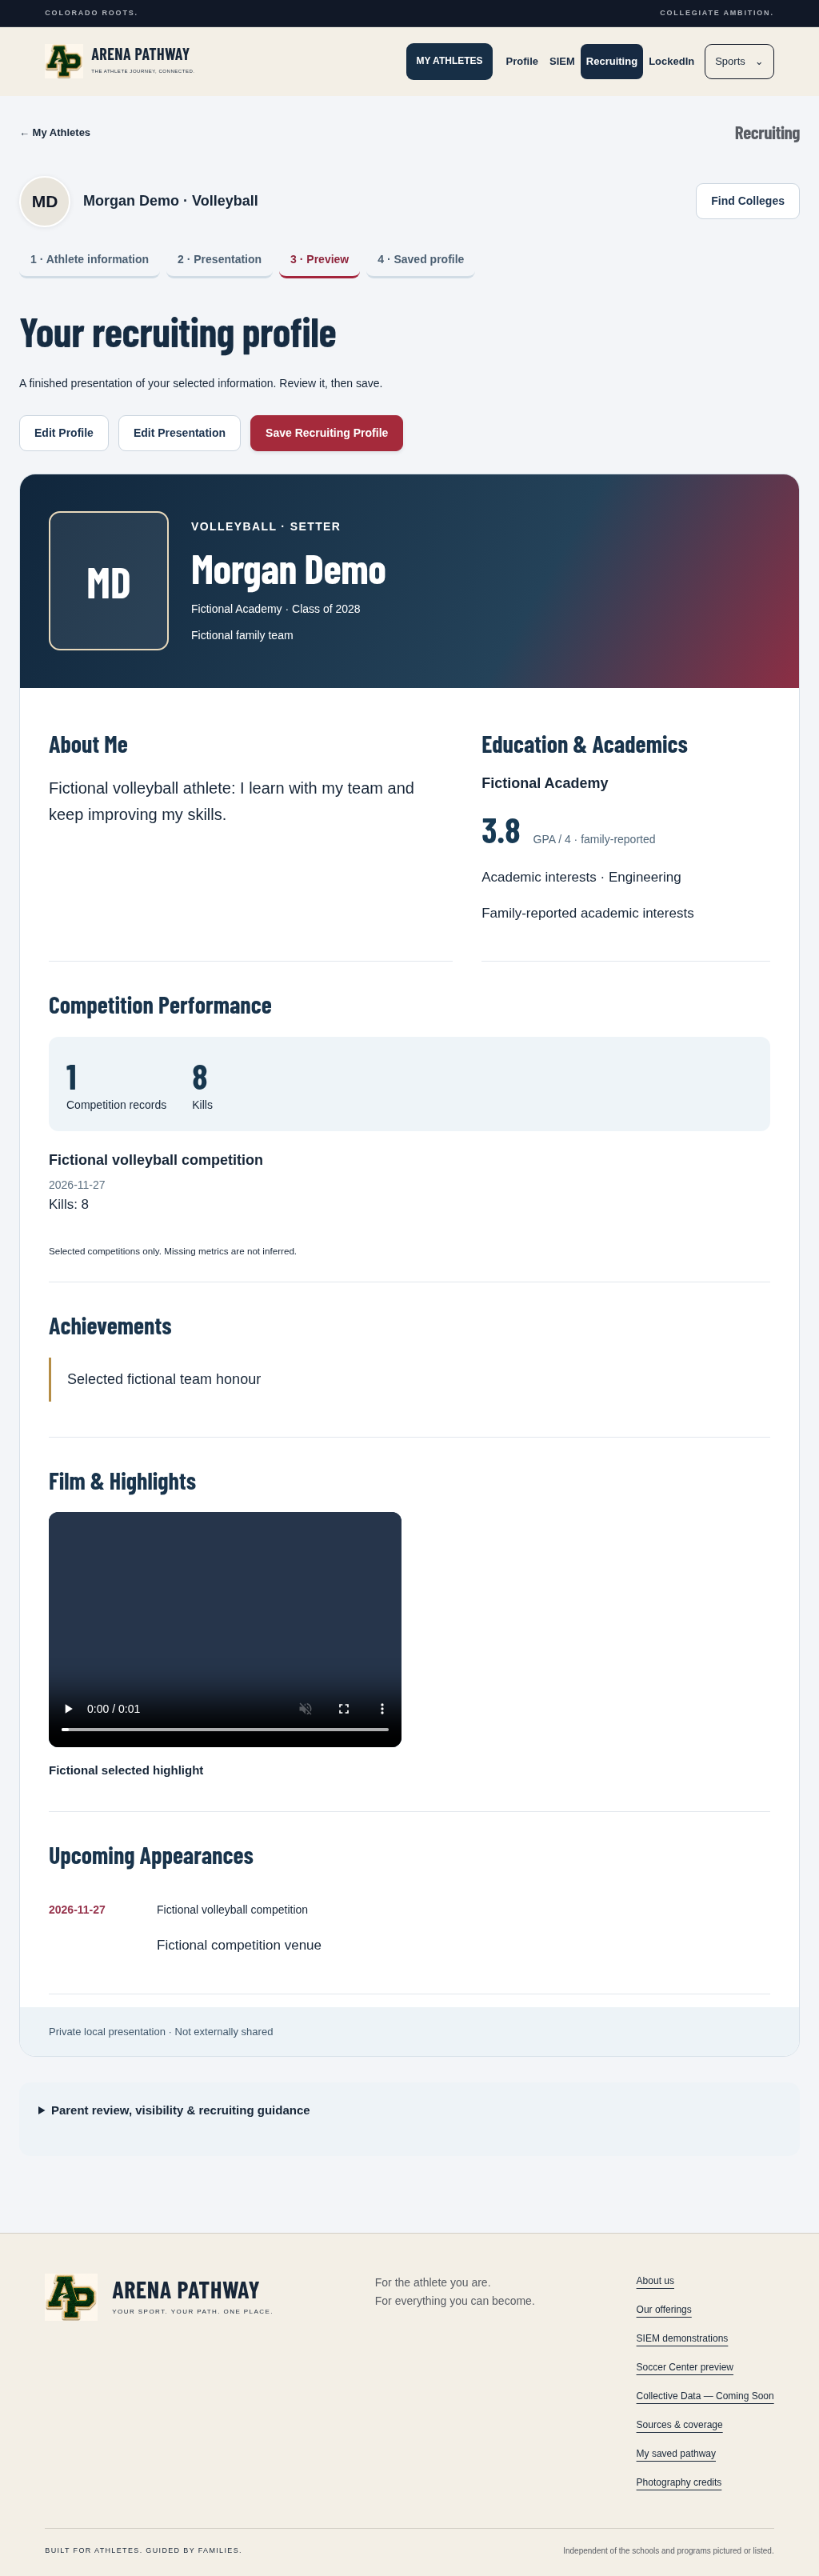 COLORADO ROOTS.
COLLEGIATE AMBITION.
AP
ARENA PATHWAY
THE ATHLETE JOURNEY, CONNECTED.
MY ATHLETES
Profile
SIEM
Recruiting
LockedIn
Sports
← My Athletes
Recruiting
MD
Morgan Demo · Volleyball
Find Colleges
1 · Athlete information
2 · Presentation
3 · Preview
4 · Saved profile
Your recruiting profile
A finished presentation of your selected information. Review it, then save.
Edit Profile
Edit Presentation
Save Recruiting Profile
MD
VOLLEYBALL · SETTER
Morgan Demo
Fictional Academy · Class of 2028
Fictional family team
About Me
Fictional volleyball athlete: I learn with my team and
keep improving my skills.
Education & Academics
Fictional Academy
3.8 GPA / 4 · family-reported
Academic interests · Engineering
Family-reported academic interests
Competition Performance
1
Competition records
8
Kills
Fictional volleyball competition
2026-11-27
Kills: 8
Selected competitions only. Missing metrics are not inferred.
Achievements
Selected fictional team honour
Film & Highlights
0:00 / 0:01
Fictional selected highlight
Upcoming Appearances
2026-11-27
Fictional volleyball competition
Fictional competition venue
Private local presentation · Not externally shared
Parent review, visibility & recruiting guidance
AP
ARENA PATHWAY
YOUR SPORT. YOUR PATH. ONE PLACE.
For the athlete you are.
For everything you can become.
About us
Our offerings
SIEM demonstrations
Soccer Center preview
Collective Data — Coming Soon
Sources & coverage
My saved pathway
Photography credits
BUILT FOR ATHLETES. GUIDED BY FAMILIES.
Independent of the schools and programs pictured or listed.